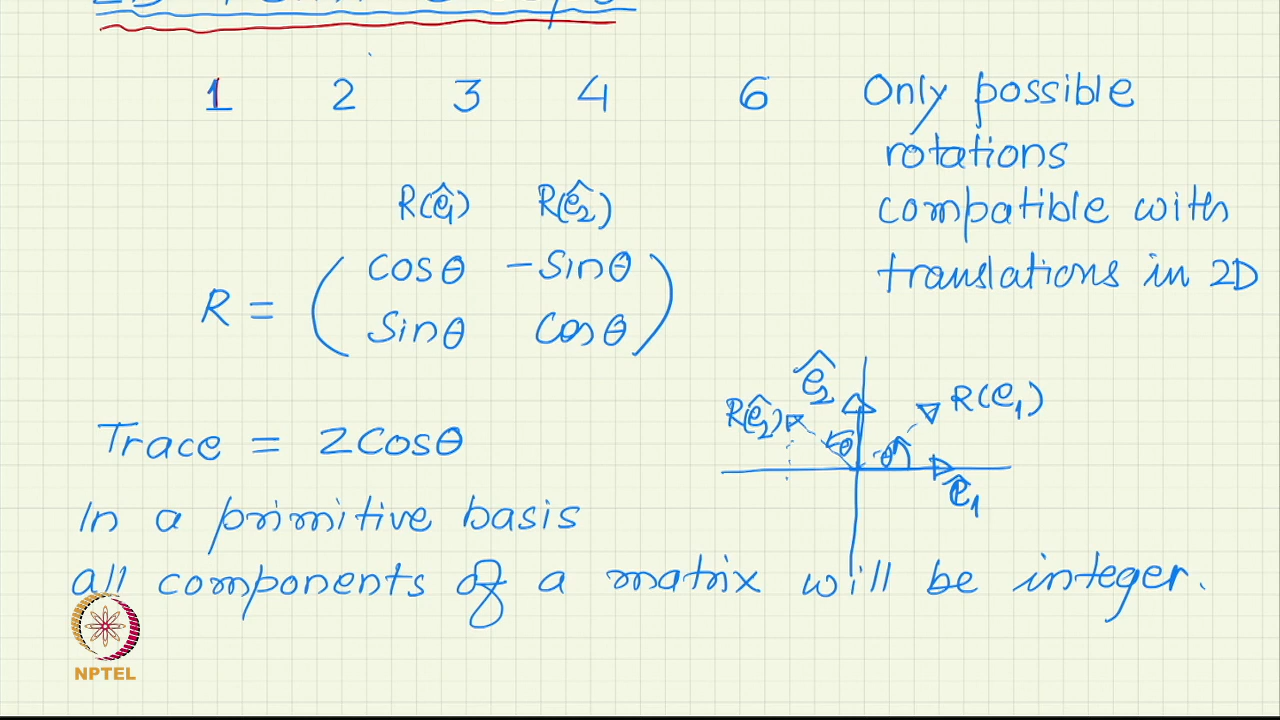 1 2 3 4 6 Only possible
rotations
R(ê₁) R(ê₂) compatible with
translations in 2D
R = ( cosθ -Sinθ
Sinθ Cosθ )
ê₂
R(ê₂) R(e₁)
θ θ
ê₁
Trace = 2Cosθ
In a primitive basis
all components of a matrix will be integer.
NPTEL